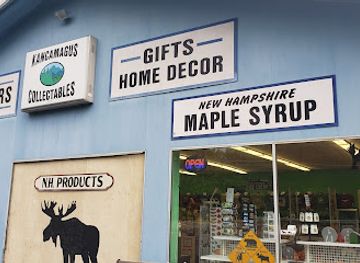 KANCAMAGUS
COLLECTABLES
GIFTS
HOME DECOR
RS
NEW HAMPSHIRE
MAPLE SYRUP
OPEN
N.H. PRODUCTS